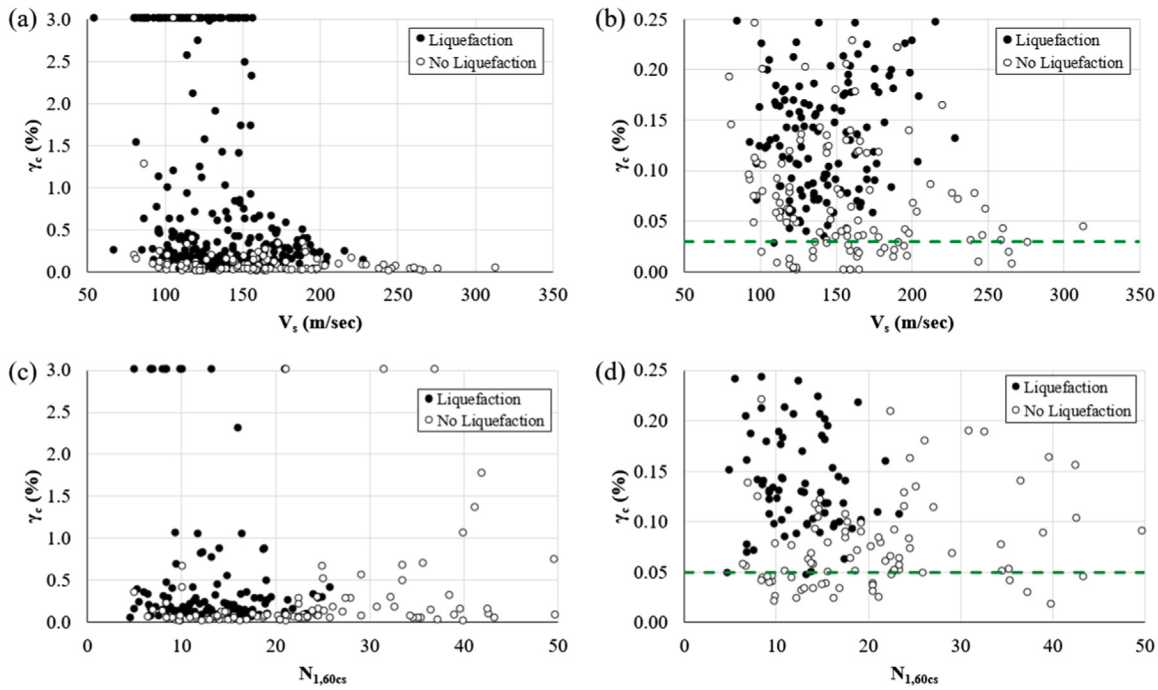 (a)
3.0
2.5
2.0
1.5
1.0
0.5
0.0
γc (%)
Liquefaction
No Liquefaction
50 100 150 200 250 300 350
Vs (m/sec)
(b)
0.25
0.20
0.15
0.10
0.05
0.00
γc (%)
Liquefaction
No Liquefaction
50 100 150 200 250 300 350
Vs (m/sec)
(c)
3.0
2.5
2.0
1.5
1.0
0.5
0.0
γc (%)
Liquefaction
No Liquefaction
0 10 20 30 40 50
N1,60cs
(d)
0.25
0.20
0.15
0.10
0.05
0.00
γc (%)
Liquefaction
No Liquefaction
0 10 20 30 40 50
N1,60cs